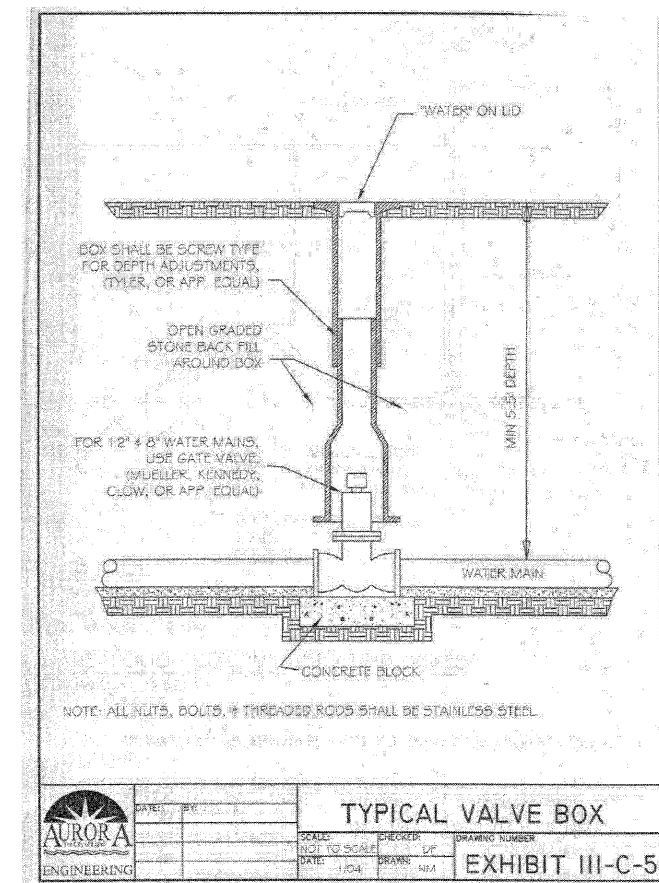 "WATER" ON LID
BOX SHALL BE SCREW TYPE
FOR DEPTH ADJUSTMENTS,
(TYLER, OR APP. EQUAL)
OPEN GRADED
STONE BACK FILL
AROUND BOX
MIN 5.5' DEPTH
FOR 12" & 8" WATER MAINS,
USE GATE VALVE,
(MUELLER, KENNEDY,
CLOW, OR APP. EQUAL)
WATER MAIN
CONCRETE BLOCK
NOTE: ALL NUTS, BOLTS, & THREADED RODS SHALL BE STAINLESS STEEL
AURORA
ENGINEERING
DATE: BY:
TYPICAL VALVE BOX
SCALE: NOT TO SCALE
CHECKED: DF
DATE: 1/04
DRAWN: NM
DRAWING NUMBER
EXHIBIT III-C-5